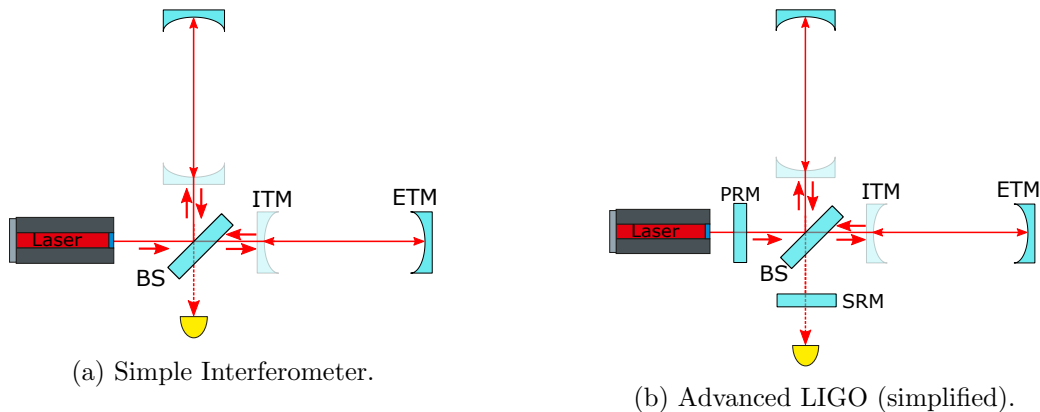 ITM
ETM
Laser
BS
(a) Simple Interferometer.
PRM
ITM
ETM
Laser
BS
SRM
(b) Advanced LIGO (simplified).